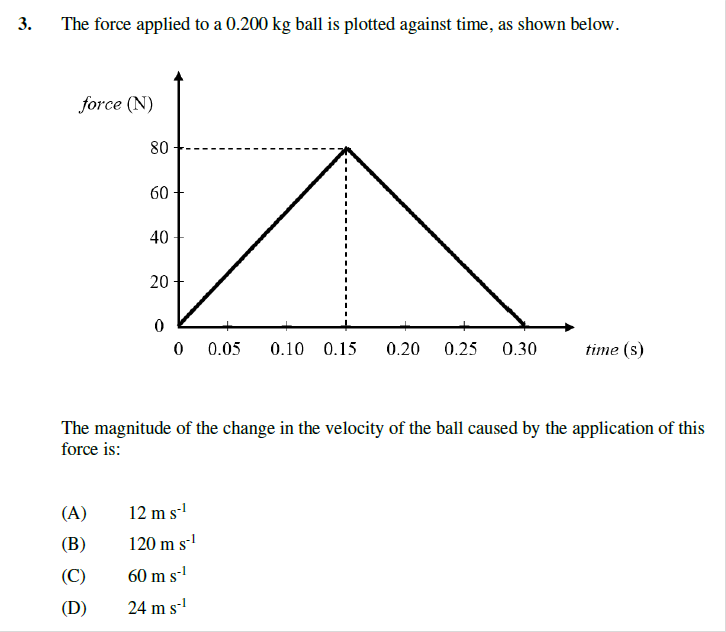 3. The force applied to a 0.200 kg ball is plotted against time, as shown below.
force (N)
80
60
40
20
0
0 0.05 0.10 0.15 0.20 0.25 0.30 time (s)
The magnitude of the change in the velocity of the ball caused by the application of this
force is:
(A) 12 m s⁻¹
(B) 120 m s⁻¹
(C) 60 m s⁻¹
(D) 24 m s⁻¹